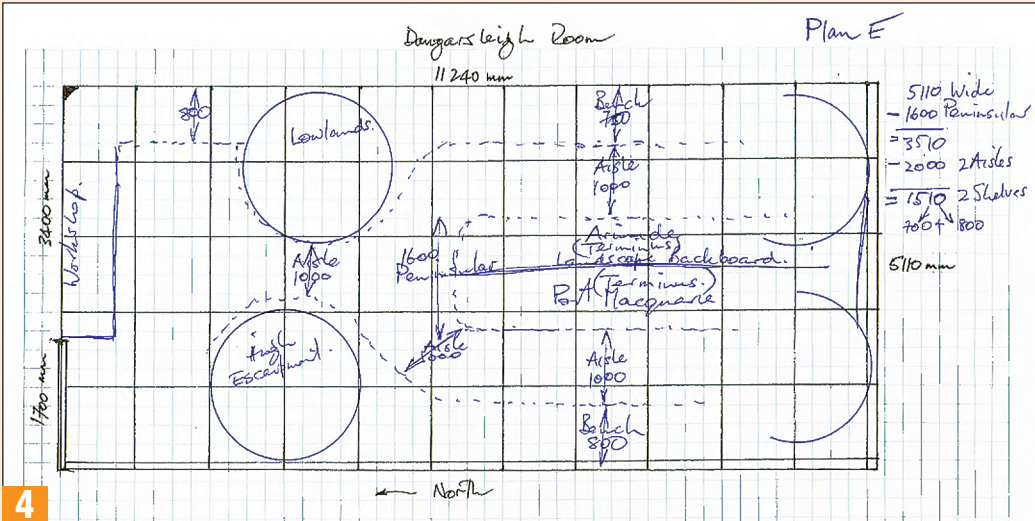 Plan E
Dangarsleigh Room
11240 mm
5110 Wide
- 1600 Peninsular
= 3510
- 2000 2 Aisles
= 1510 2 Shelves
700 + 800
800
Lowlands.
Bench
700
Aisle
1000
3400 mm
Workshop.
Aisle
1000
1600
Peninsular
Armidale
(Terminus)
Landscape Backboard.
(Terminus.)
Port Macquarie
5110 mm
1700 mm
High
Escarpment.
Aisle
1000
Aisle
1000
Bench
800
← North
4